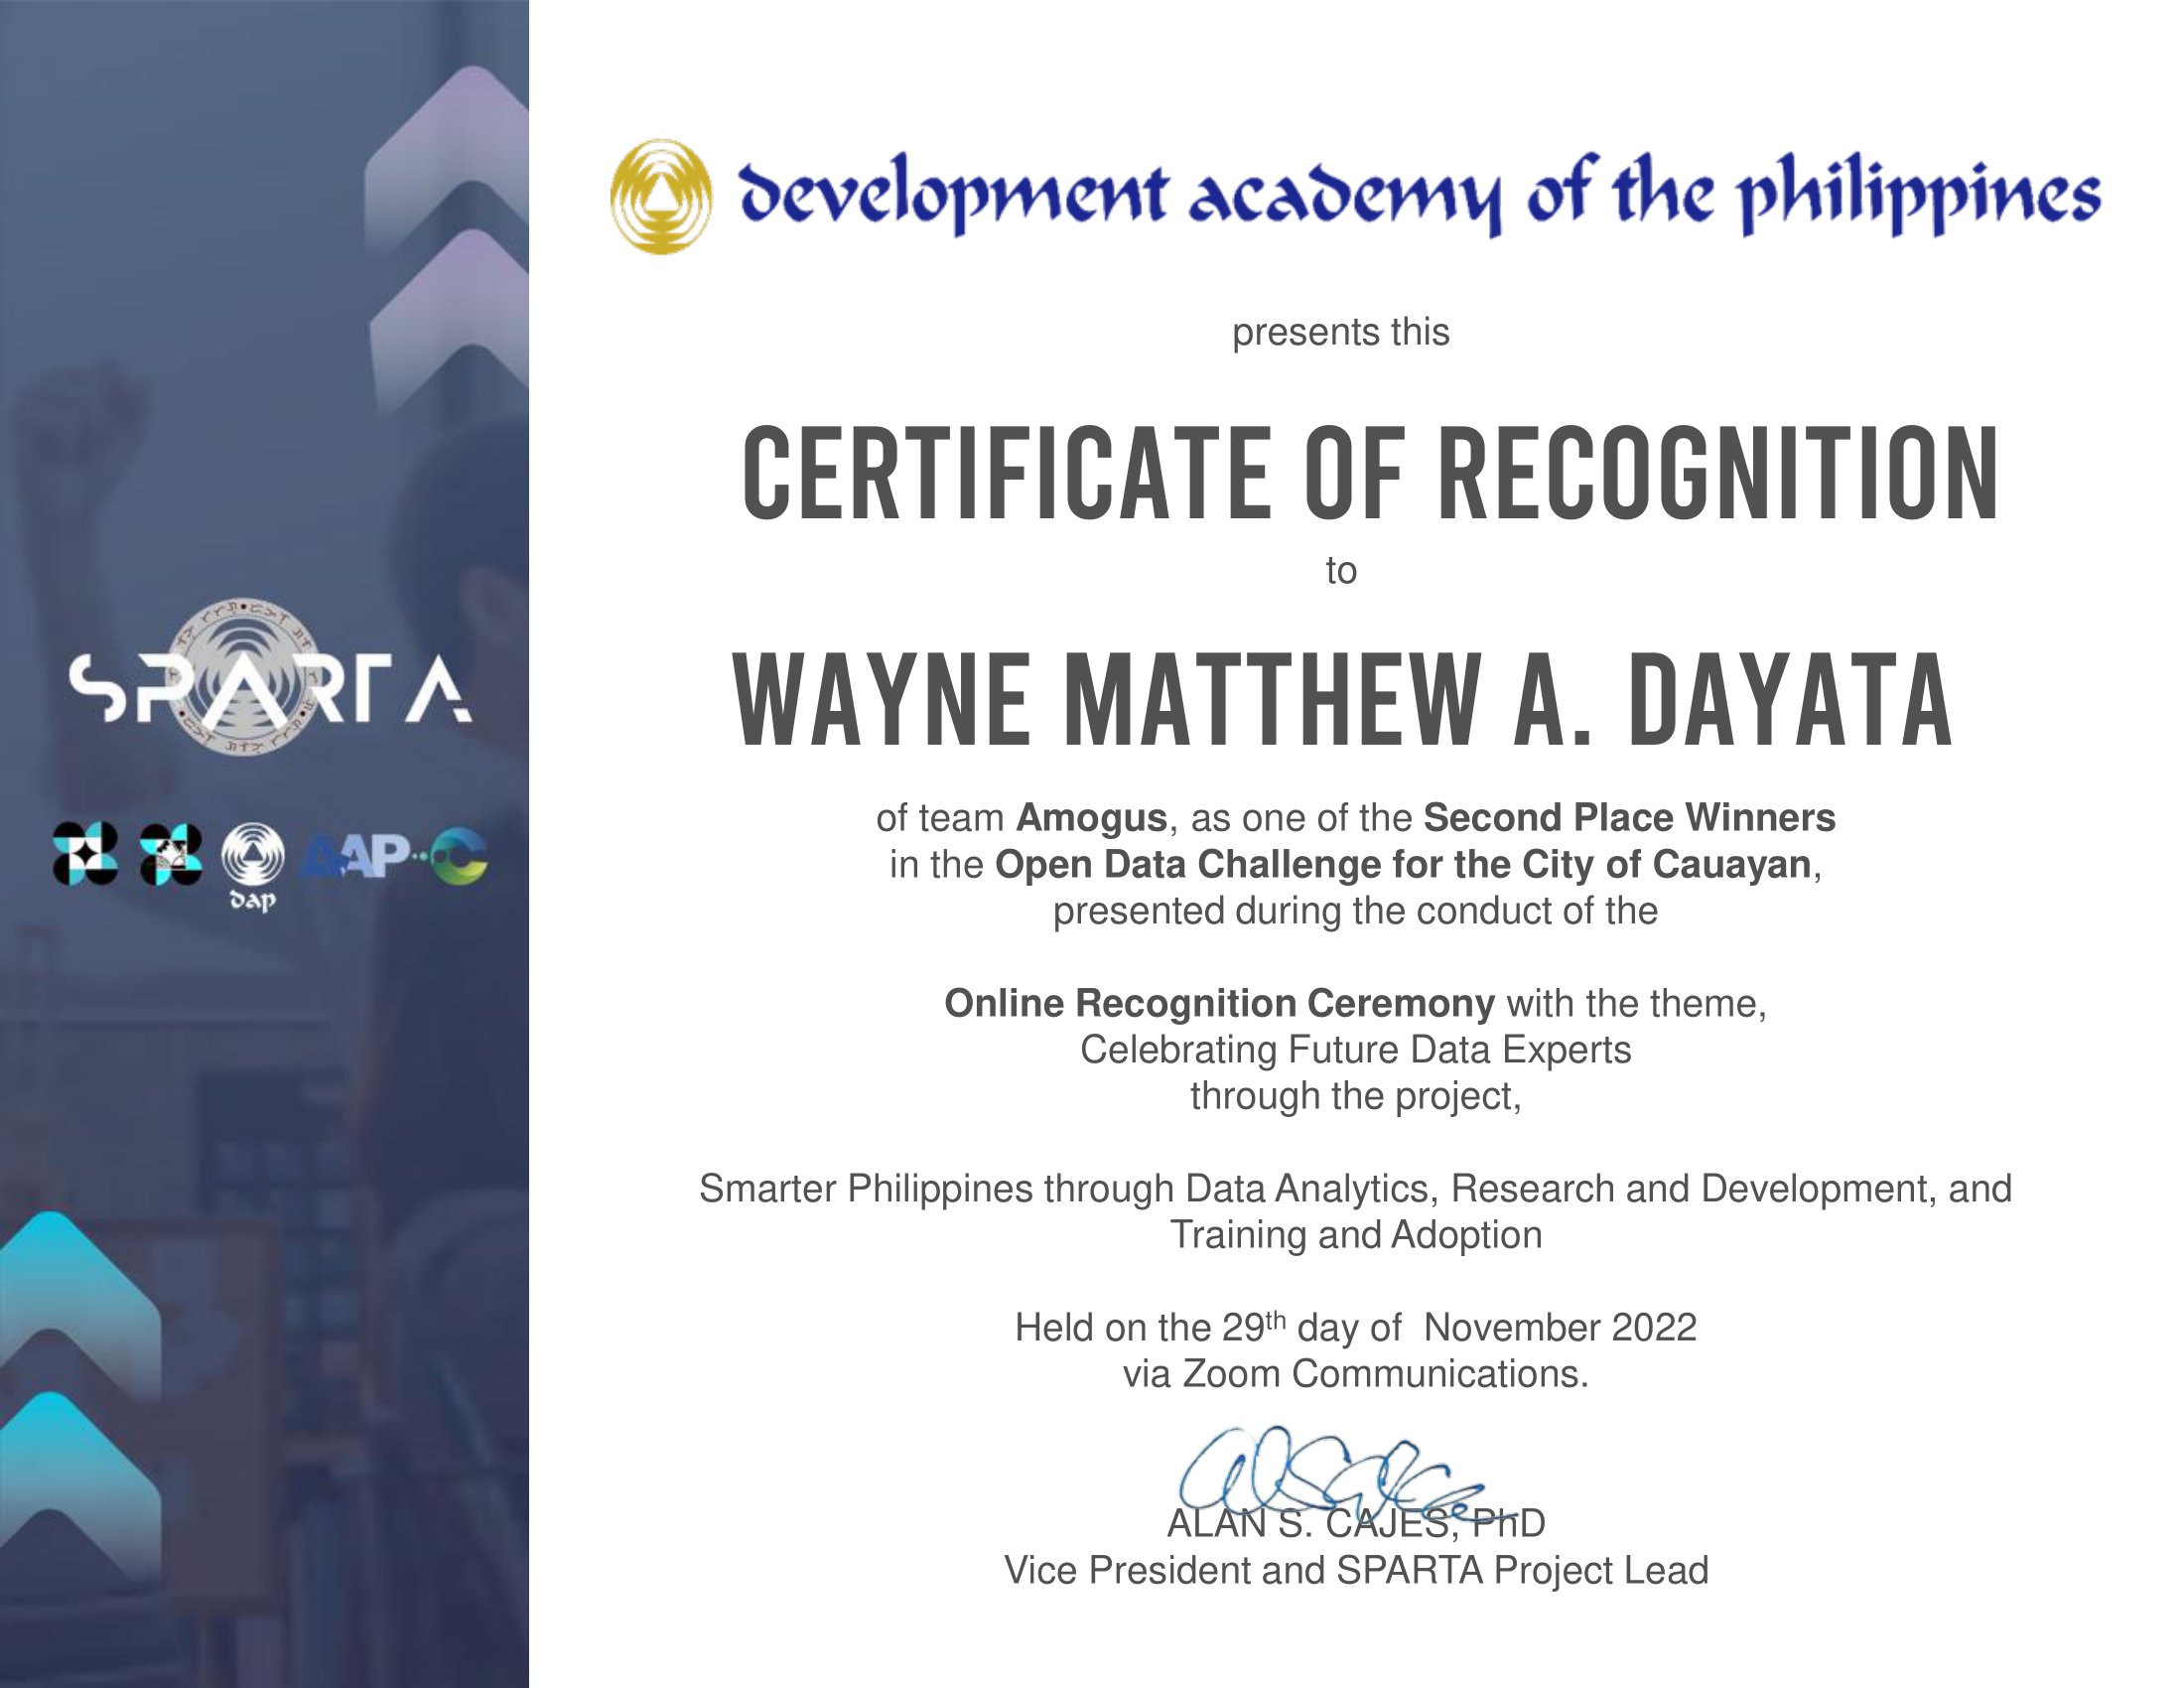 development academy of the philippines
presents this
CERTIFICATE OF RECOGNITION
to
WAYNE MATTHEW A. DAYATA
of team Amogus, as one of the Second Place Winners
in the Open Data Challenge for the City of Cauayan,
presented during the conduct of the
Online Recognition Ceremony with the theme,
Celebrating Future Data Experts
through the project,
Smarter Philippines through Data Analytics, Research and Development, and
Training and Adoption
Held on the 29th day of November 2022
via Zoom Communications.
ALAN S. CAJES, PhD
Vice President and SPARTA Project Lead
SPARTA
dap
AAP